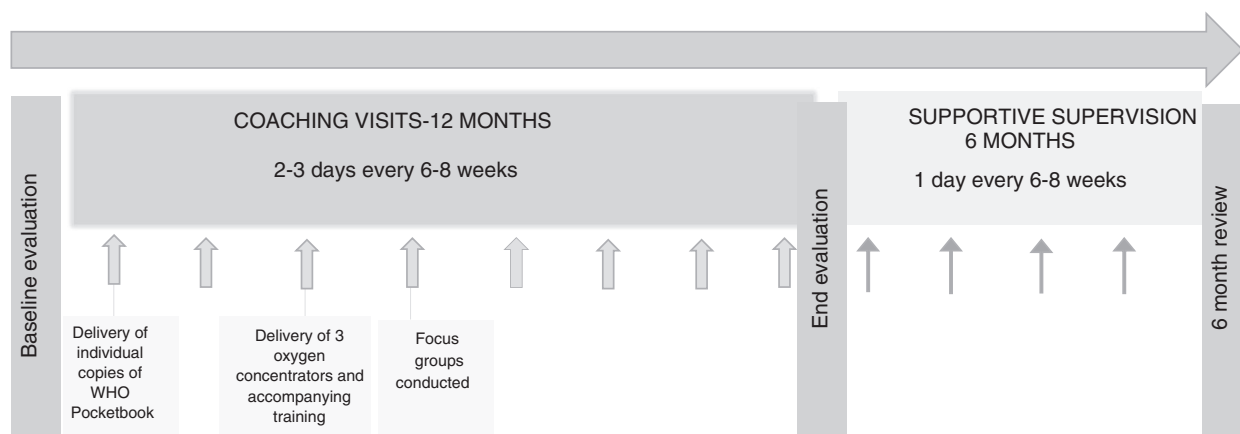 Baseline evaluation
COACHING VISITS-12 MONTHS
2-3 days every 6-8 weeks
Delivery of
individual
copies of
WHO
Pocketbook
Delivery of 3
oxygen
concentrators and
accompanying
training
Focus
groups
conducted
End evaluation
SUPPORTIVE SUPERVISION
6 MONTHS
1 day every 6-8 weeks
6 month review